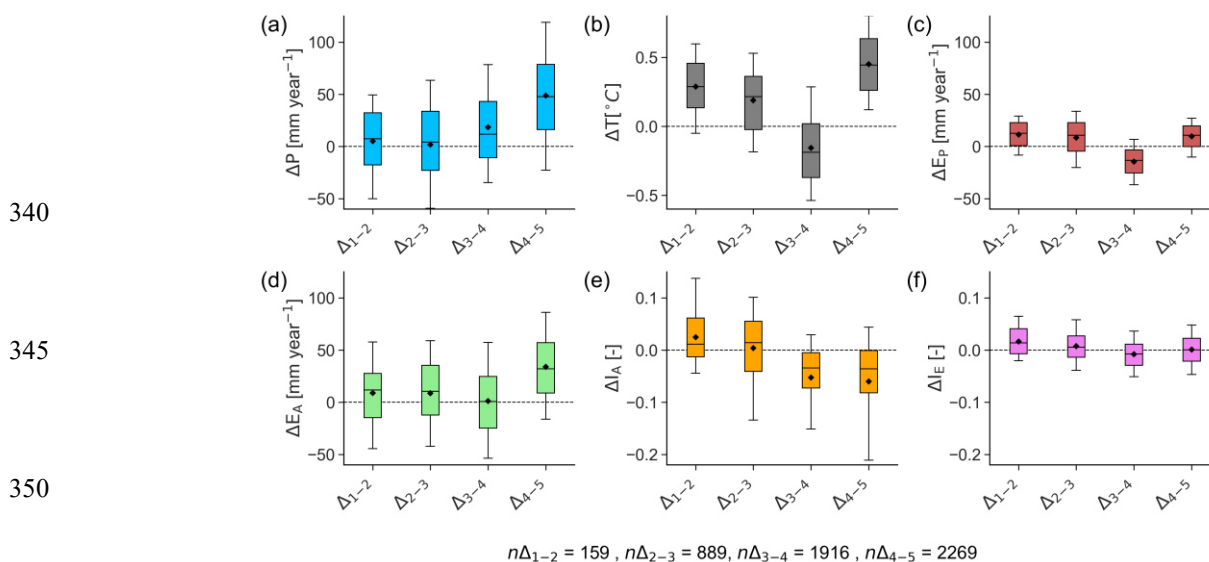 (a)
ΔP [mm year⁻¹]
100
50
0
−50
Δ₁₋₂
Δ₂₋₃
Δ₃₋₄
Δ₄₋₅
(b)
ΔT[°C]
0.5
0.0
−0.5
Δ₁₋₂
Δ₂₋₃
Δ₃₋₄
Δ₄₋₅
(c)
ΔE_P [mm year⁻¹]
100
50
0
−50
Δ₁₋₂
Δ₂₋₃
Δ₃₋₄
Δ₄₋₅
340
(d)
ΔE_A [mm year⁻¹]
100
50
0
−50
Δ₁₋₂
Δ₂₋₃
Δ₃₋₄
Δ₄₋₅
(e)
ΔI_A [-]
0.1
0.0
−0.1
−0.2
Δ₁₋₂
Δ₂₋₃
Δ₃₋₄
Δ₄₋₅
(f)
ΔI_E [-]
0.1
0.0
−0.1
−0.2
Δ₁₋₂
Δ₂₋₃
Δ₃₋₄
Δ₄₋₅
345
350
nΔ₁₋₂ = 159 , nΔ₂₋₃ = 889, nΔ₃₋₄ = 1916 , nΔ₄₋₅ = 2269